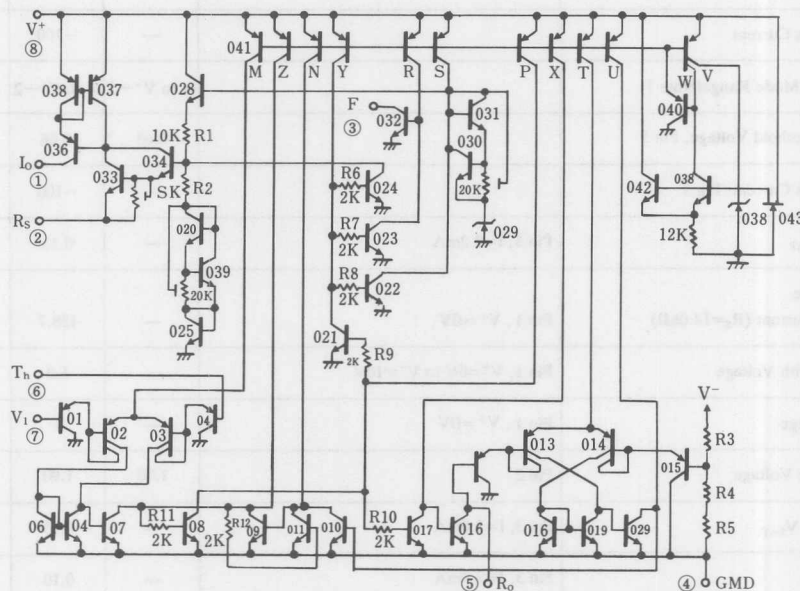 V⁺
⑧
041
M Z N Y R S P X T U V
W
038 037
028
036
10K R1
034
I₀
①
033
SK
R2
R_S
②
020
039
20K
025
F
③
032
031
030
20K
029
R6
2K
024
R7
2K
023
R8
2K
022
021
2K
R9
040
042
038
12K
038
043
T_h
⑥
V₁
⑦
01
02
03
04
013
014
015
V⁻
R3
R4
R5
06
04
07
R11
2K
08
2K
R12
09
011
010
R10
2K
017
016
016
019
029
⑤ R₀
④ GMD